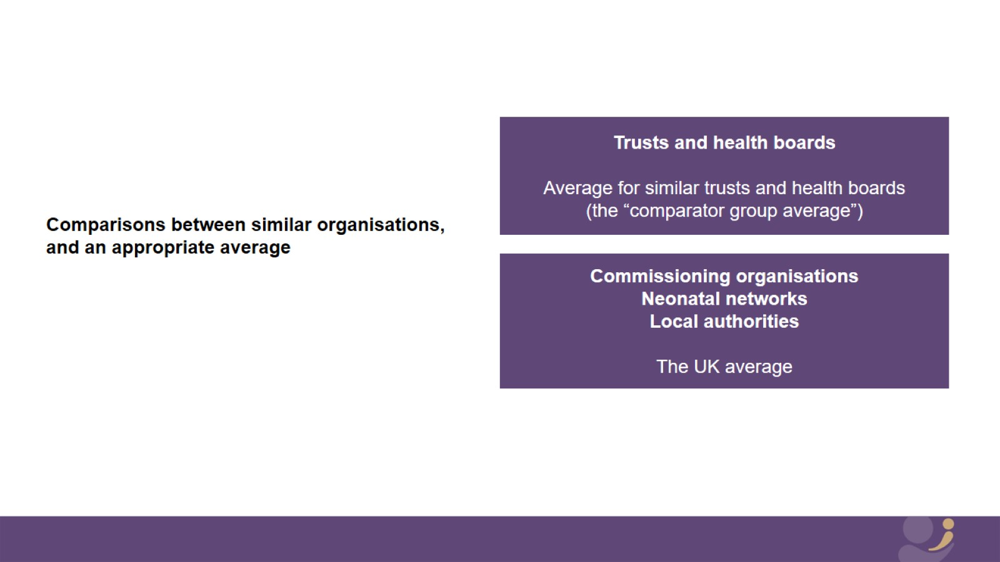 Comparisons between similar organisations,
and an appropriate average
Trusts and health boards
Average for similar trusts and health boards
(the “comparator group average”)
Commissioning organisations
Neonatal networks
Local authorities
The UK average